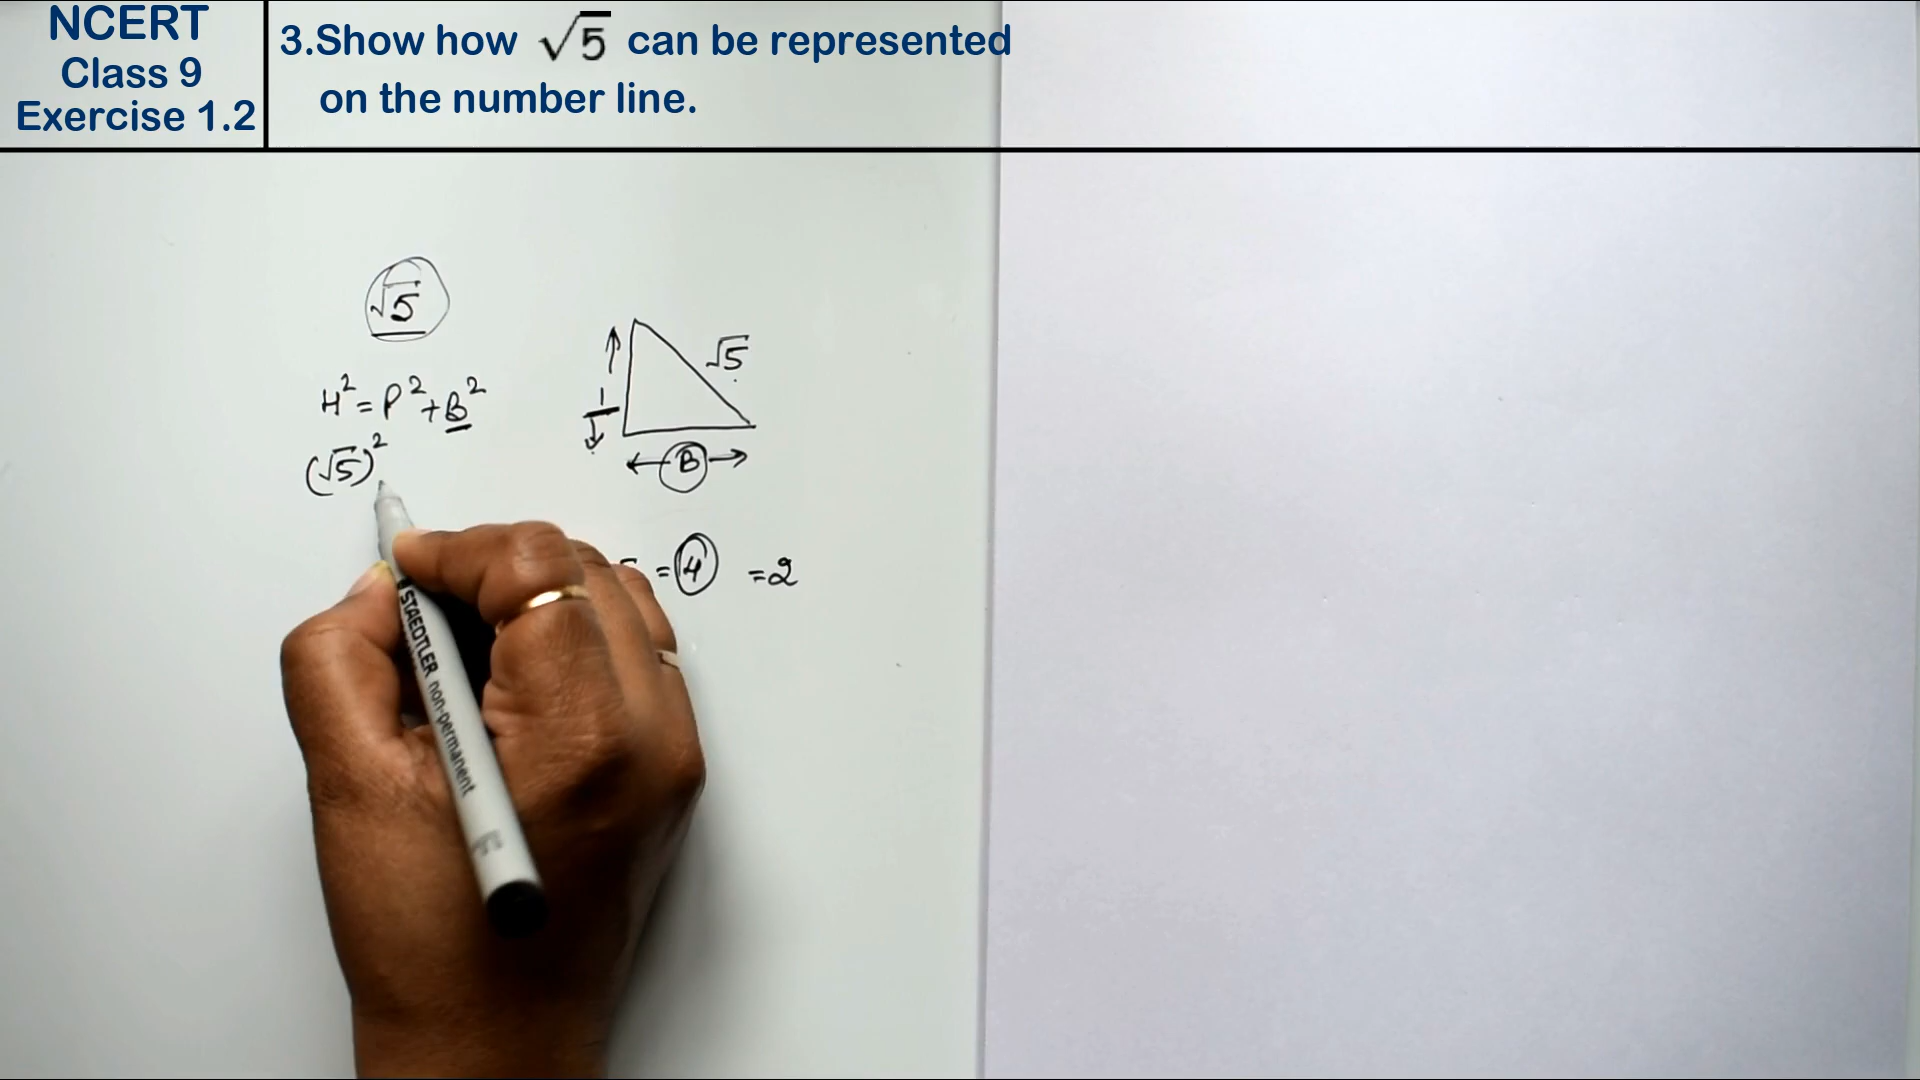 NCERT
Class 9
Exercise 1.2
3.Show how √5 can be represented
on the number line.
√5
H²=P²+B²
(√5)²
√5
1
B
=4 =2
STAEDTLER non-permanent